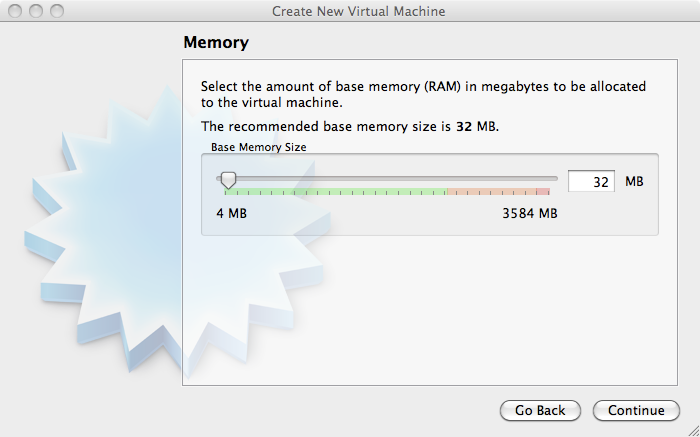 Create New Virtual Machine
Memory
Select the amount of base memory (RAM) in megabytes to be allocated
to the virtual machine.
The recommended base memory size is 32 MB.
Base Memory Size
32 MB
4 MB 3584 MB
Go Back Continue